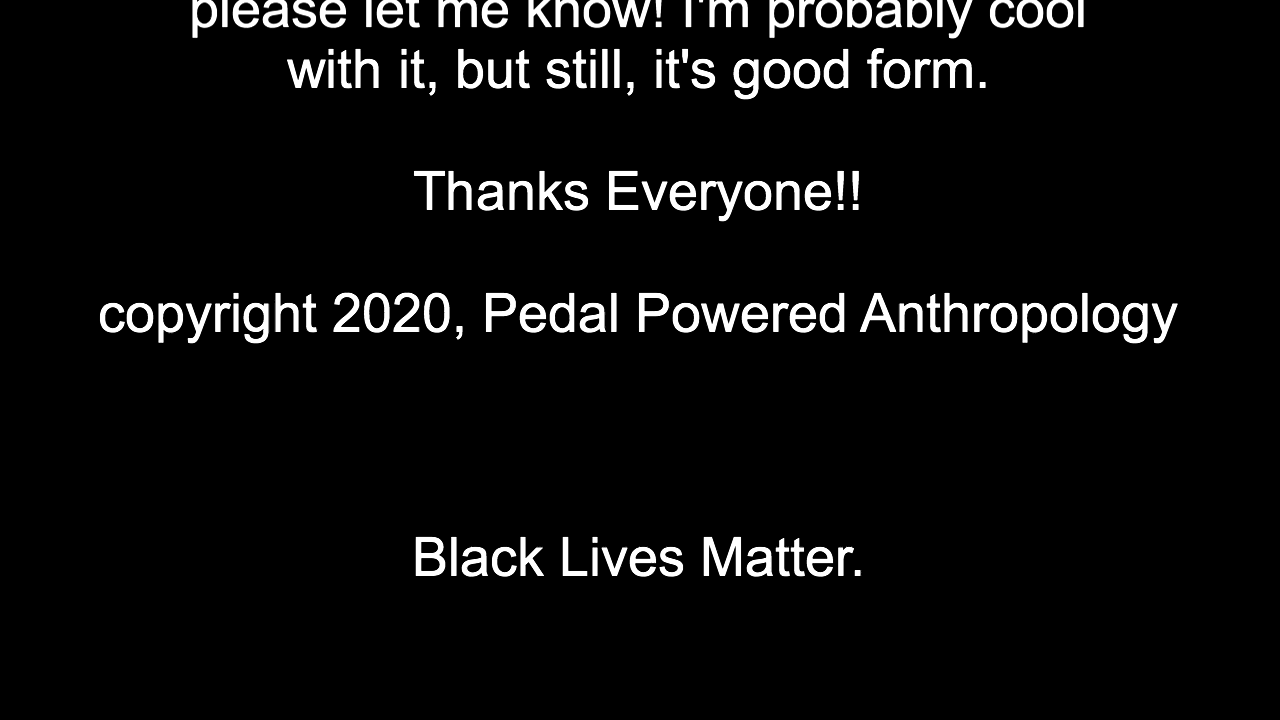 please let me know! I'm probably cool
with it, but still, it's good form.
Thanks Everyone!!
copyright 2020, Pedal Powered Anthropology
Black Lives Matter.